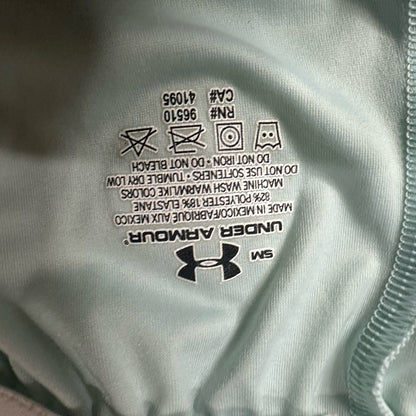 SM
UNDER ARMOUR®
MADE IN MEXICO/FABRIQUÉ AUX MEXICO
82% POLYESTER 18% ELASTANE
MACHINE WASH WARM/LIKE COLORS
DO NOT USE SOFTENERS • TUMBLE DRY LOW
DO NOT IRON • DO NOT BLEACH
RN# 96510
CA# 41095